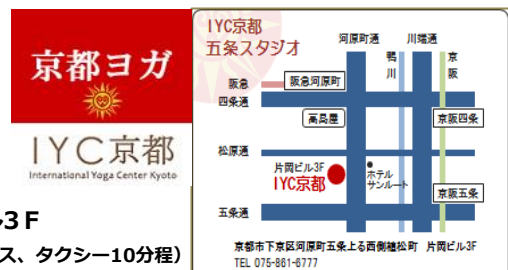 京都ヨガ
IYC京都
International Yoga Center Kyoto
3F
ス、タクシー10分程）
IYC京都
五条スタジオ
河原町通
川端通
鴨川
京阪
阪急
阪急河原町
四条通
高島屋
京阪四条
松原通
片岡ビル3F
IYC京都
ホテル
サンルート
京阪五条
五条通
京都市下京区河原町五条上る西側植松町 片岡ビル3F
TEL 075-861-6777